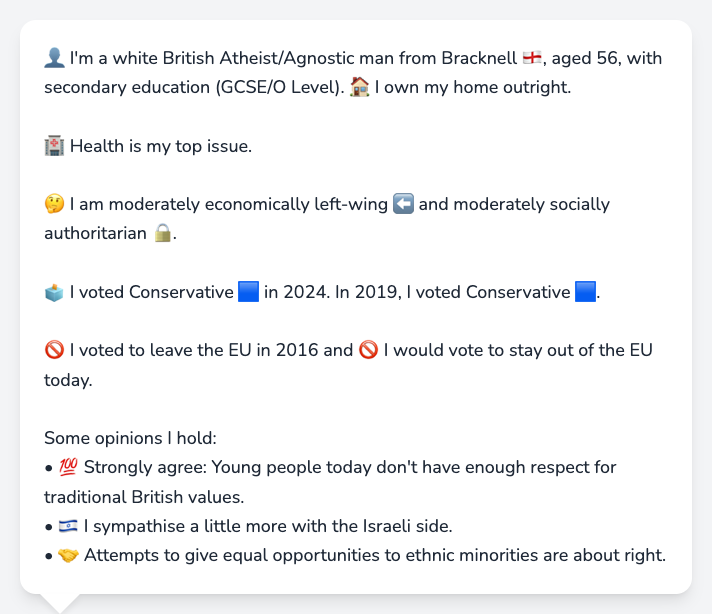 👤 I'm a white British Atheist/Agnostic man from Bracknell 🏴󠁧󠁢󠁥󠁮󠁧󠁿, aged 56, with
secondary education (GCSE/O Level). 🏠 I own my home outright.
🏥 Health is my top issue.
🤔 I am moderately economically left-wing ⬅️ and moderately socially
authoritarian 🔒.
🗳️ I voted Conservative 🟦 in 2024. In 2019, I voted Conservative 🟦.
🚫 I voted to leave the EU in 2016 and 🚫 I would vote to stay out of the EU
today.
Some opinions I hold:
• 💯 Strongly agree: Young people today don't have enough respect for
traditional British values.
• 🇮🇱 I sympathise a little more with the Israeli side.
• 🤝 Attempts to give equal opportunities to ethnic minorities are about right.